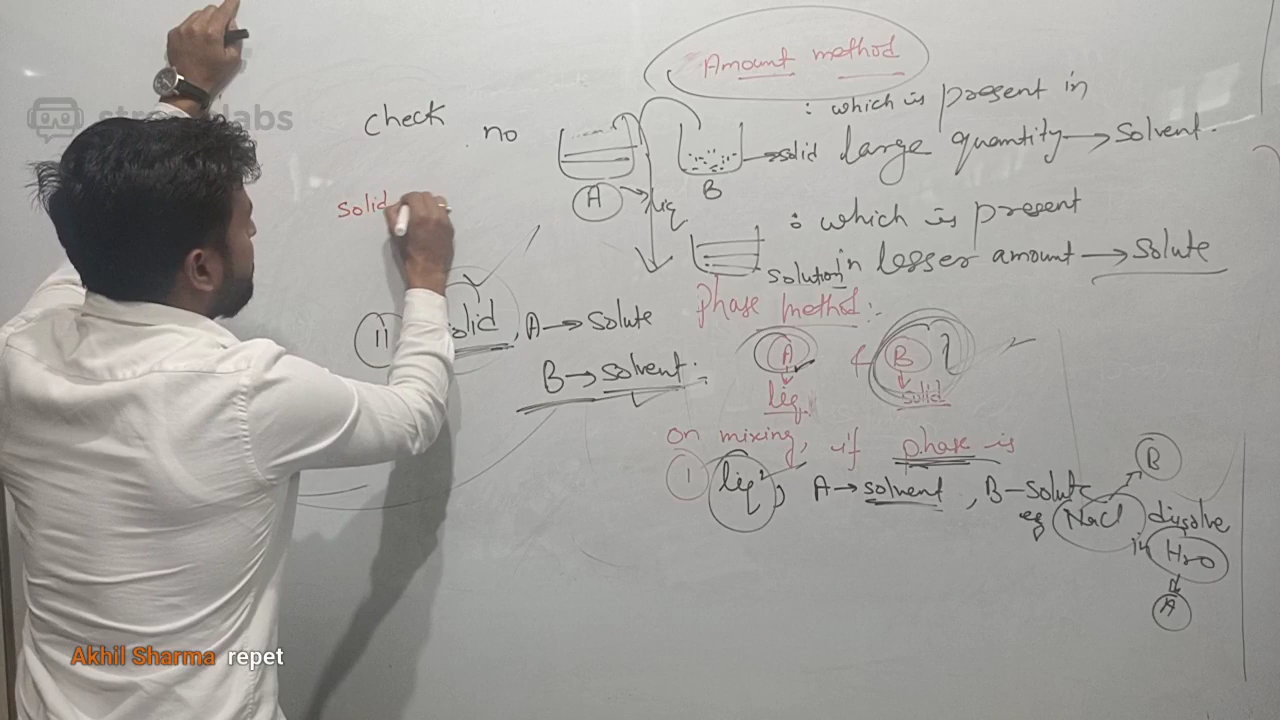 streamlabs
Amount method
: which is present in
large quantity → solvent.
check no
A → liq
B → solid
solution
: which is present
in lesser amount → solute
solid
Phase method :-
A + B
liq. solid
On mixing, if phase is
I liq, A → solvent, B – solute
eg NaCl dissolve
in H2O
B
A
II solid, A → solute
B → solvent.
Akhil Sharma repet